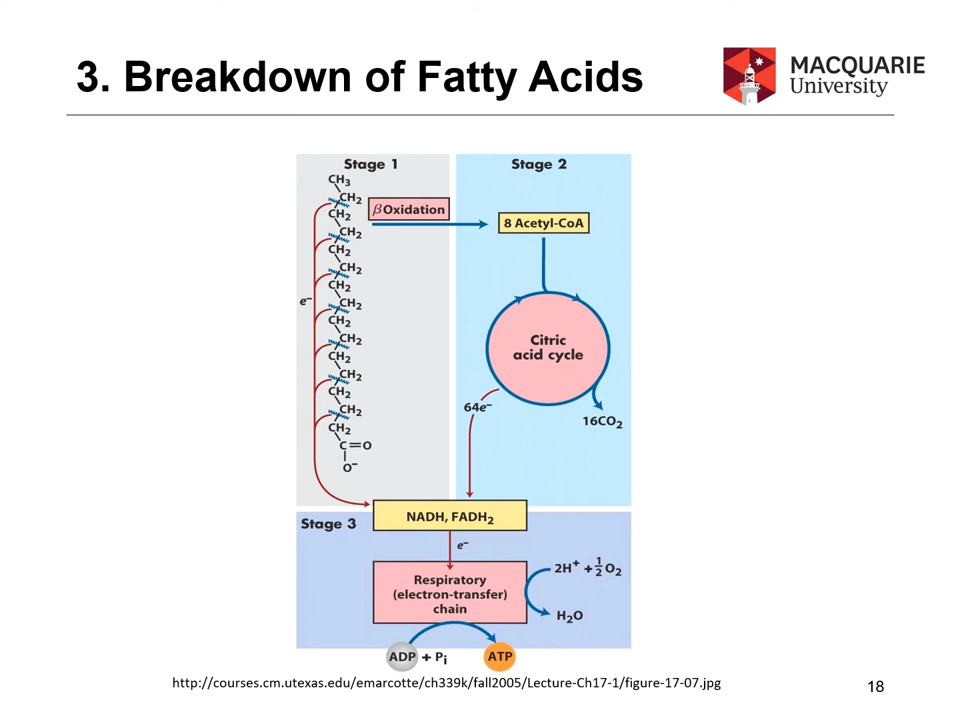 3. Breakdown of Fatty Acids
MACQUARIE
University
Stage 1
CH3
CH2
CH2
CH2
CH2
CH2
CH2
CH2
CH2
CH2
CH2
CH2
CH2
CH2
CH2
C=O
O−
e−
β Oxidation
Stage 2
8 Acetyl-CoA
Citric
acid cycle
64e−
16CO2
Stage 3
NADH, FADH2
e−
Respiratory
(electron-transfer)
chain
2H+ + 1/2 O2
H2O
ADP + Pi
ATP
http://courses.cm.utexas.edu/emarcotte/ch339k/fall2005/Lecture-Ch17-1/figure-17-07.jpg
18